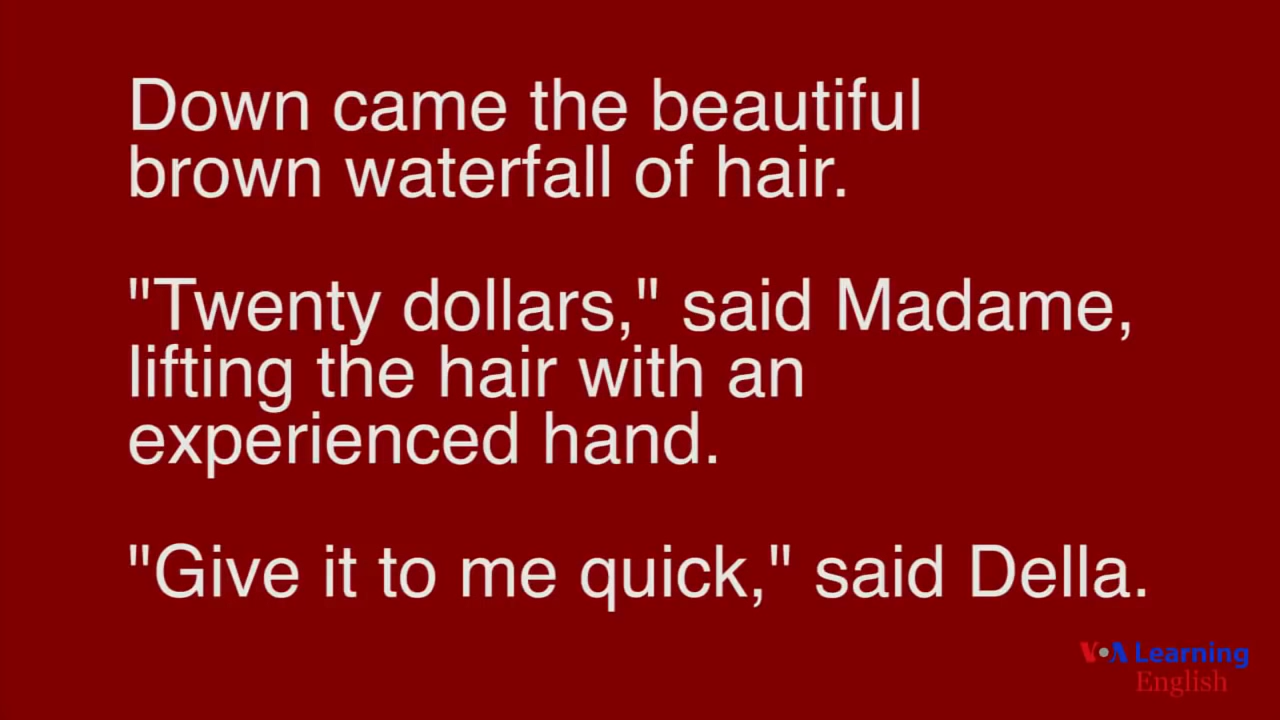 Down came the beautiful
brown waterfall of hair.
"Twenty dollars," said Madame,
lifting the hair with an
experienced hand.
"Give it to me quick," said Della.
VOA Learning
English